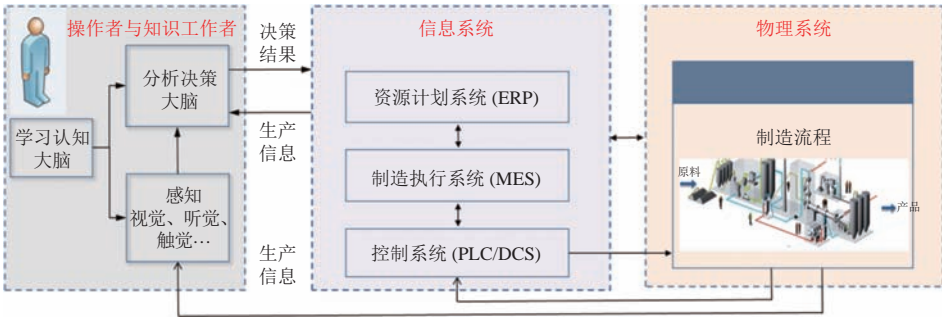 操作者与知识工作者
分析决策
大脑
学习认知
大脑
感知
视觉、听觉、
触觉…
决策
结果
生产
信息
生产
信息
信息系统
资源计划系统 (ERP)
制造执行系统 (MES)
控制系统 (PLC/DCS)
物理系统
制造流程
原料
产品